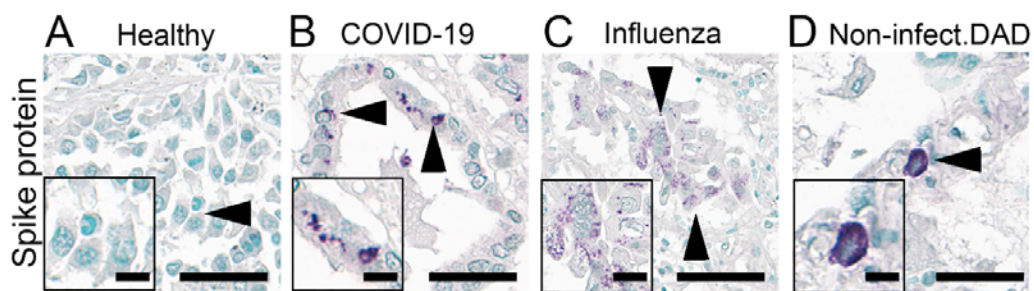 A Healthy
B COVID-19
C Influenza
D Non-infect.DAD
Spike protein